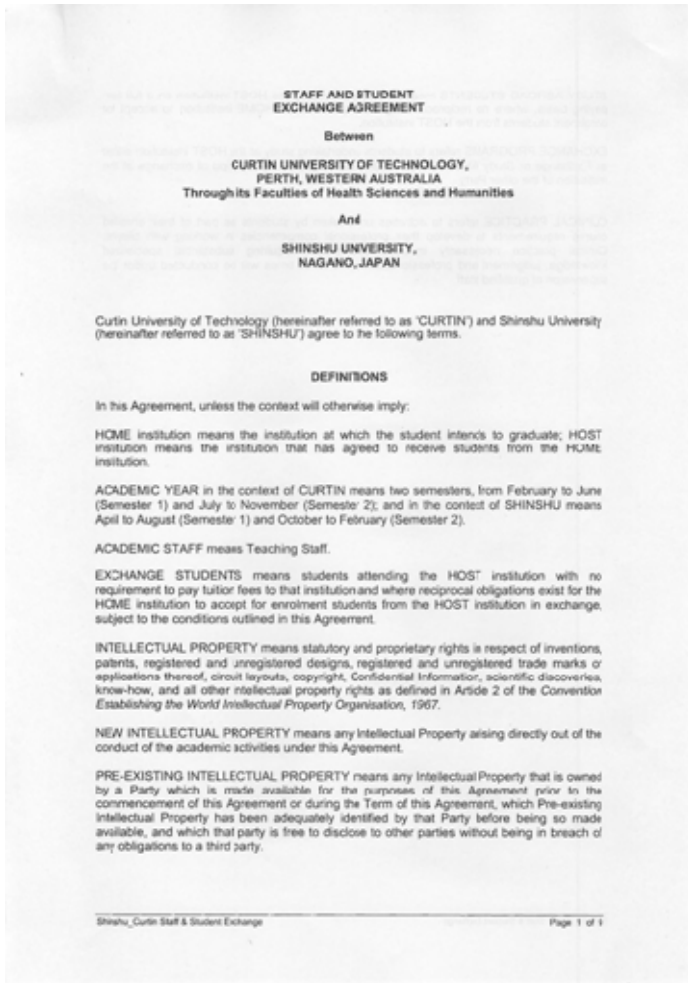 STAFF AND STUDENT
EXCHANGE AGREEMENT
Between
CURTIN UNIVERSITY OF TECHNOLOGY,
PERTH, WESTERN AUSTRALIA
Through its Faculties of Health Sciences and Humanities
And
SHINSHU UNIVERSITY,
NAGANO, JAPAN
Curtin University of Technology (hereinafter referred to as 'CURTIN') and Shinshu University
(hereinafter referred to as 'SHINSHU') agree to the following terms.
DEFINITIONS
In this Agreement, unless the context will otherwise imply:
HOME institution means the institution at which the student intends to graduate; HOST
institution means the institution that has agreed to receive students from the HOME
institution.
ACADEMIC YEAR in the context of CURTIN means two semesters, from February to June
(Semester 1) and July to November (Semester 2); and in the context of SHINSHU means
April to August (Semester 1) and October to February (Semester 2).
ACADEMIC STAFF means Teaching Staff.
EXCHANGE STUDENTS means students attending the HOST institution with no
requirement to pay tuition fees to that institution and where reciprocal obligations exist for the
HOME institution to accept for enrolment students from the HOST institution in exchange,
subject to the conditions outlined in this Agreement.
INTELLECTUAL PROPERTY means statutory and proprietary rights in respect of inventions,
patents, registered and unregistered designs, registered and unregistered trade marks or
applications thereof, circuit layouts, copyright, Confidential Information, scientific discoveries,
know-how, and all other intellectual property rights as defined in Article 2 of the Convention
Establishing the World Intellectual Property Organisation, 1967.
NEW INTELLECTUAL PROPERTY means any Intellectual Property arising directly out of the
conduct of the academic activities under this Agreement.
PRE-EXISTING INTELLECTUAL PROPERTY means any Intellectual Property that is owned
by a Party which is made available for the purposes of this Agreement prior to the
commencement of this Agreement or during the Term of this Agreement, which Pre-existing
Intellectual Property has been adequately identified by that Party before being so made
available, and which that party is free to disclose to other parties without being in breach of
any obligations to a third party.
Shinshu_Curtin Staff & Student Exchange
Page 1 of